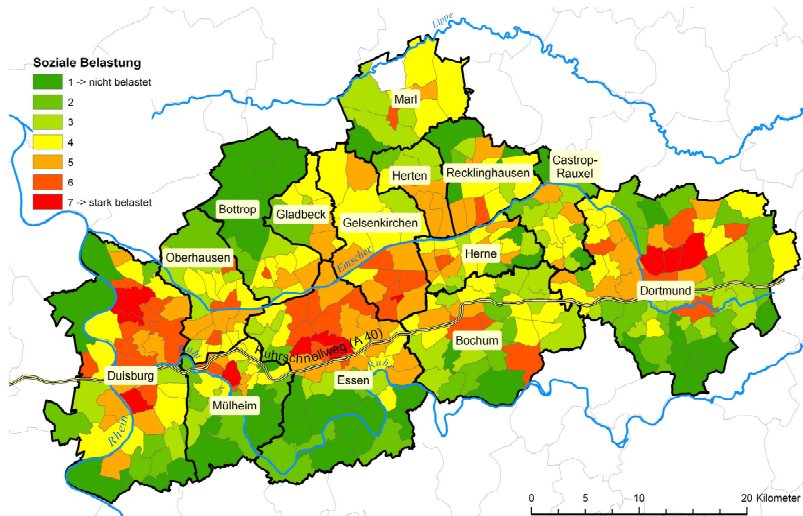 Soziale Belastung
1 -> nicht belastet
2
3
4
5
6
7 -> stark belastet
Lippe
Marl
Castrop-
Rauxel
Herten
Recklinghausen
Bottrop
Gladbeck
Gelsenkirchen
Oberhausen
Emscher
Herne
Dortmund
Ruhrschnellweg (A 40)
Bochum
Ruhr
Ruhr
Duisburg
Essen
Mülheim
Rhein
0 5 10 20 Kilometer